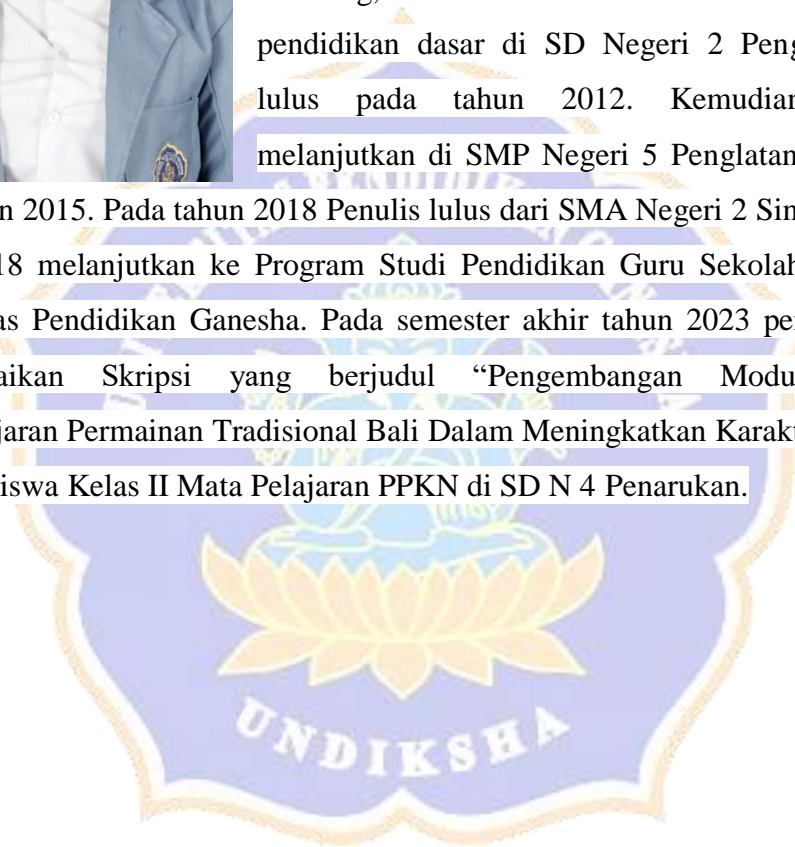 pendidikan dasar di SD Negeri 2 Peng
lulus pada tahun 2012. Kemudian
melanjutkan di SMP Negeri 5 Penglatan
n 2015. Pada tahun 2018 Penulis lulus dari SMA Negeri 2 Sin
18 melanjutkan ke Program Studi Pendidikan Guru Sekolah
as Pendidikan Ganesha. Pada semester akhir tahun 2023 pe
aikan Skripsi yang berjudul “Pengembangan Modu
jaran Permainan Tradisional Bali Dalam Meningkatkan Karakt
iswa Kelas II Mata Pelajaran PPKN di SD N 4 Penarukan.
UNDIKSHA